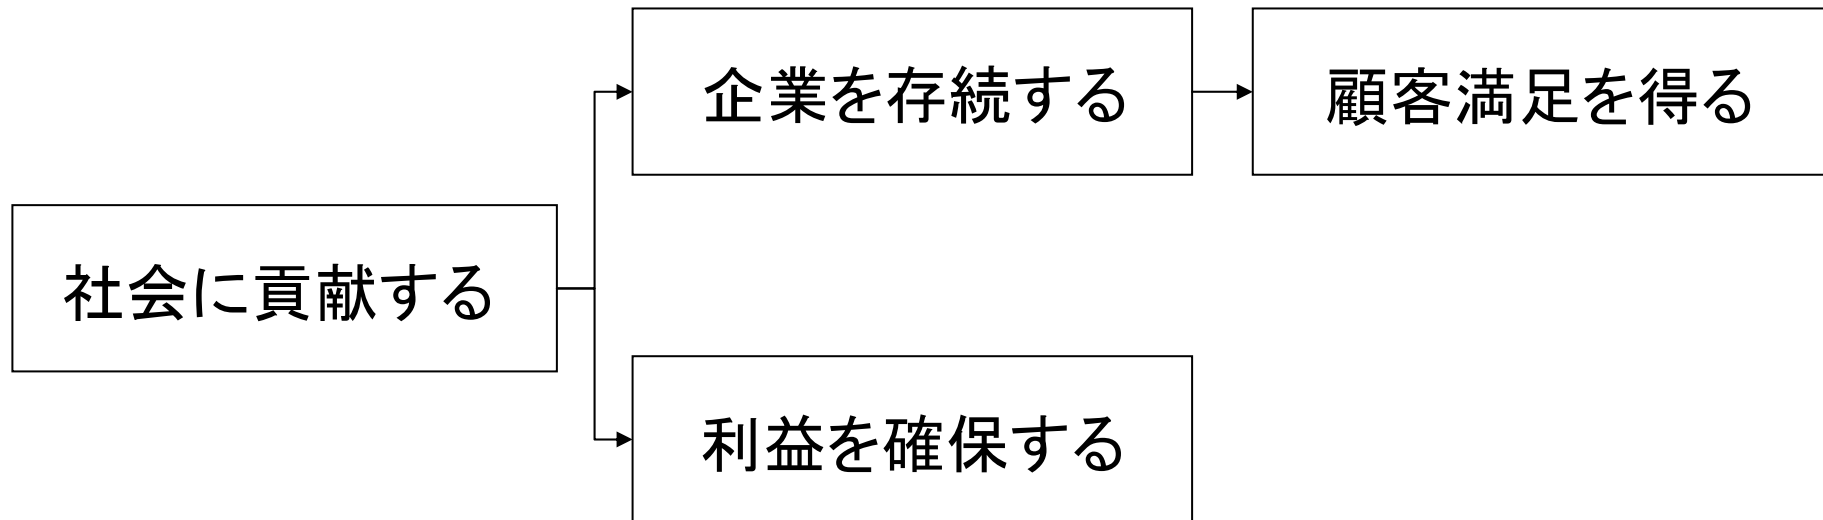 企業を存続する
顧客満足を得る
社会に貢献する
利益を確保する